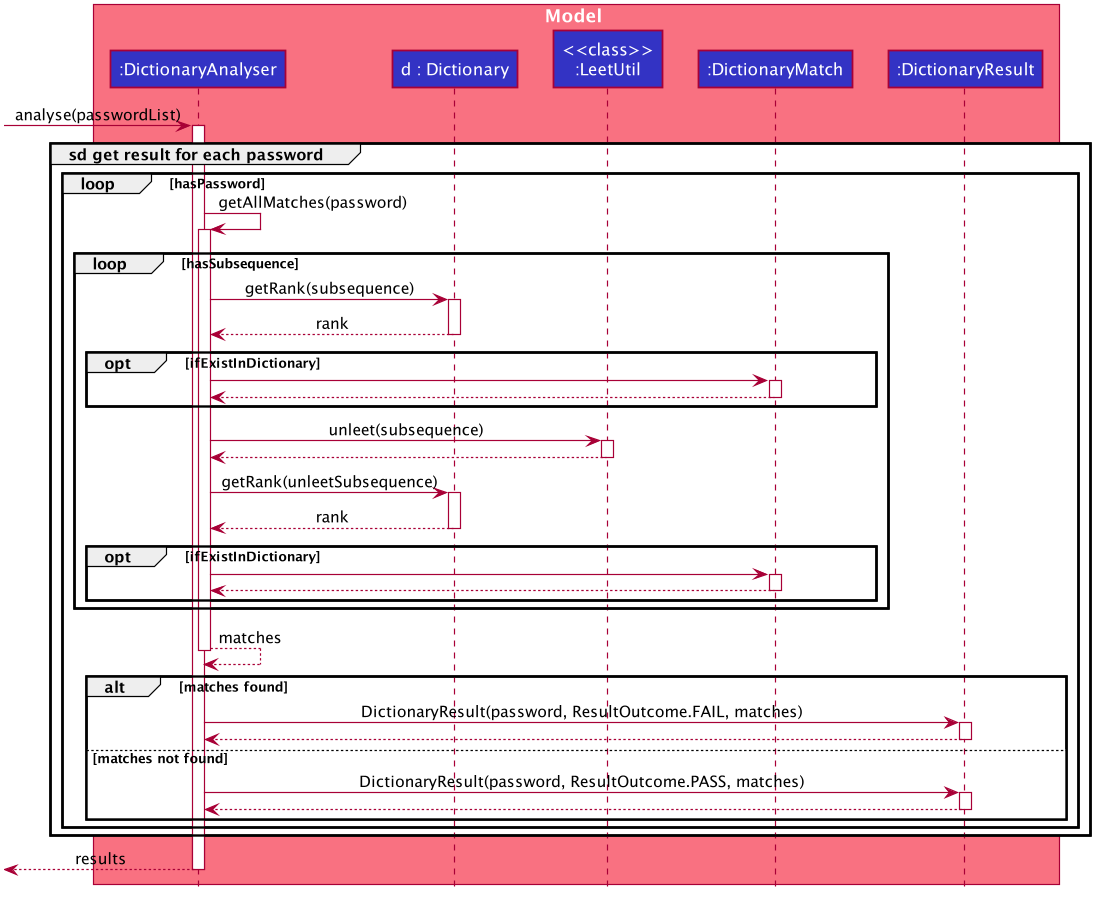 Model
<<class>>
:DictionaryAnalyser
d : Dictionary
:LeetUtil
:DictionaryMatch
:DictionaryResult
analyse(passwordList)
sd get result for each password
loop
[hasPassword]
getAllMatches(password)
loop
[hasSubsequence]
getRank(subsequence)
rank
opt
[ifExistInDictionary]
unleet(subsequence)
getRank(unleetSubsequence)
rank
opt
[ifExistInDictionary]
matches
alt
[matches found]
DictionaryResult(password, ResultOutcome.FAIL, matches)
[matches not found]
DictionaryResult(password, ResultOutcome.PASS, matches)
results